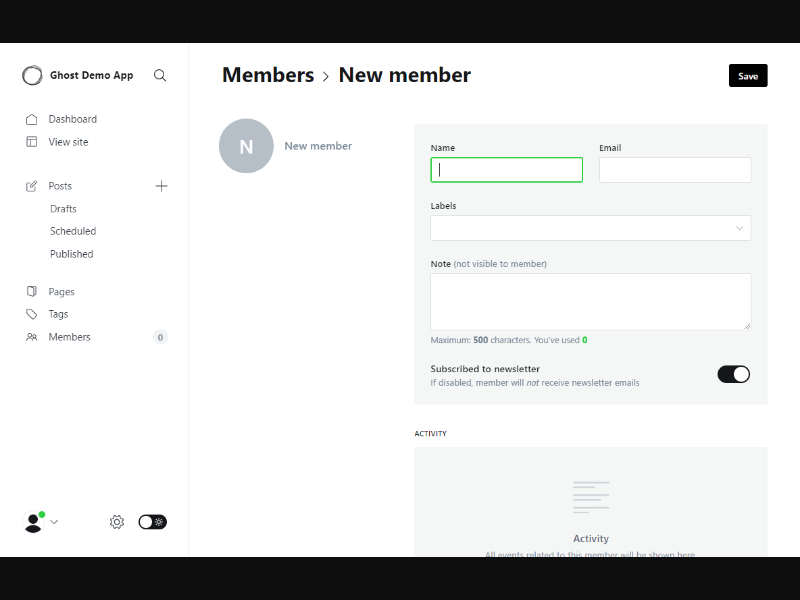 Ghost Demo App
Dashboard
View site
Posts
Drafts
Scheduled
Published
Pages
Tags
Members 0
Members > New member
Save
N
New member
Name
Email
Labels
Note (not visible to member)
Maximum: 500 characters. You've used 0
Subscribed to newsletter
If disabled, member will not receive newsletter emails
ACTIVITY
Activity
All events related to this member will be shown here